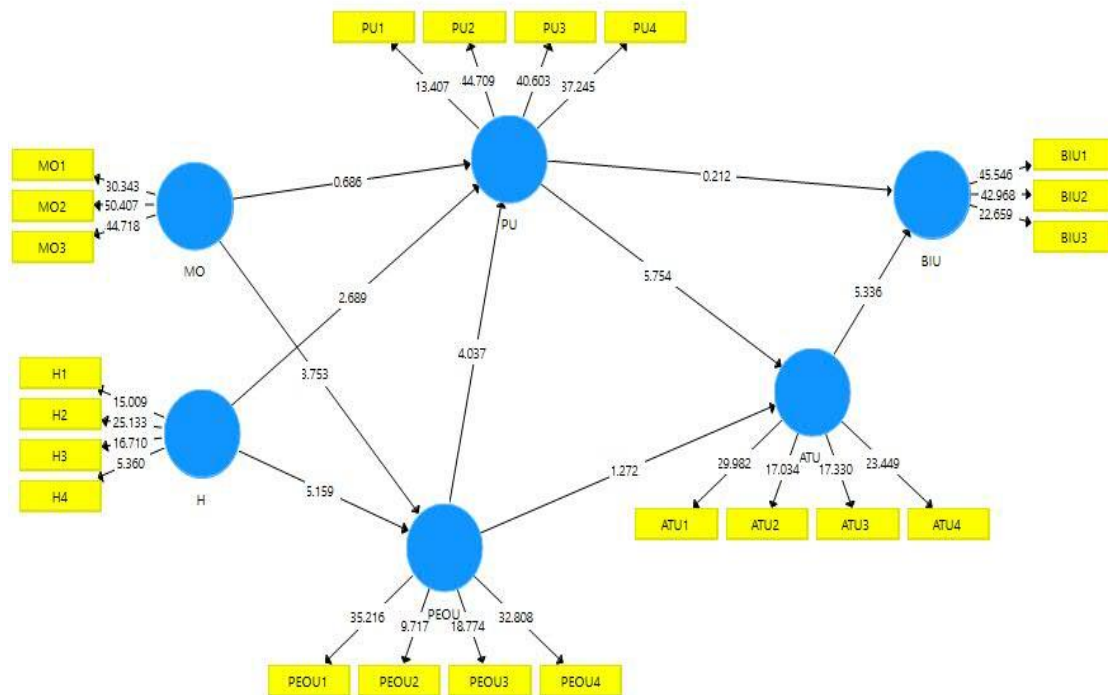 PU1 PU2 PU3 PU4
13.407 44.709 40.603 37.245
MO1
MO2
MO3
30.343
50.407
44.718
MO
0.686
PU
0.212
BIU1
BIU2
BIU3
45.546
42.968
22.659
BIU
2.689
5.754
5.336
4.037
3.753
H1
H2
H3
H4
15.009
25.133
16.710
5.360
H
5.159
1.272
ATU
29.982 17.034 17.330 23.449
ATU1 ATU2 ATU3 ATU4
PEOU
35.216 9.717 18.774 32.808
PEOU1 PEOU2 PEOU3 PEOU4